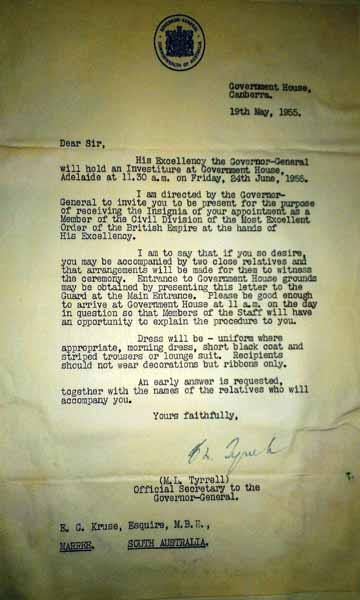 GOVERNOR-GENERAL
COMMONWEALTH OF AUSTRALIA
Government House,
Canberra.
19th May, 1955.
Dear Sir,
His Excellency the Governor-General
will hold an Investiture at Government House,
Adelaide at 11.30 a.m. on Friday, 24th June, 1955.
I am directed by the Governor-
General to invite you to be present for the purpose
of receiving the Insignia of your appointment as a
Member of the Civil Division of the Most Excellent
Order of the British Empire at the hands of
His Excellency.
I am to say that if you so desire,
you may be accompanied by two close relatives and
that arrangements will be made for them to witness
the ceremony. Entrance to Government House grounds
may be obtained by presenting this letter to the
Guard at the Main Entrance. Please be good enough
to arrive at Government House at 11 a.m. on the day
in question so that Members of the Staff will have
an opportunity to explain the procedure to you.
Dress will be - uniform where
appropriate, morning dress, short black coat and
striped trousers or lounge suit. Recipients
should not wear decorations but ribbons only.
An early answer is requested,
together with the names of the relatives who will
accompany you.
Yours faithfully,
Tyrrell
(M.L. Tyrrell)
Official Secretary to the
Governor-General.
E. G. Kruse, Esquire, M.B.E.,
MARREE. SOUTH AUSTRALIA.